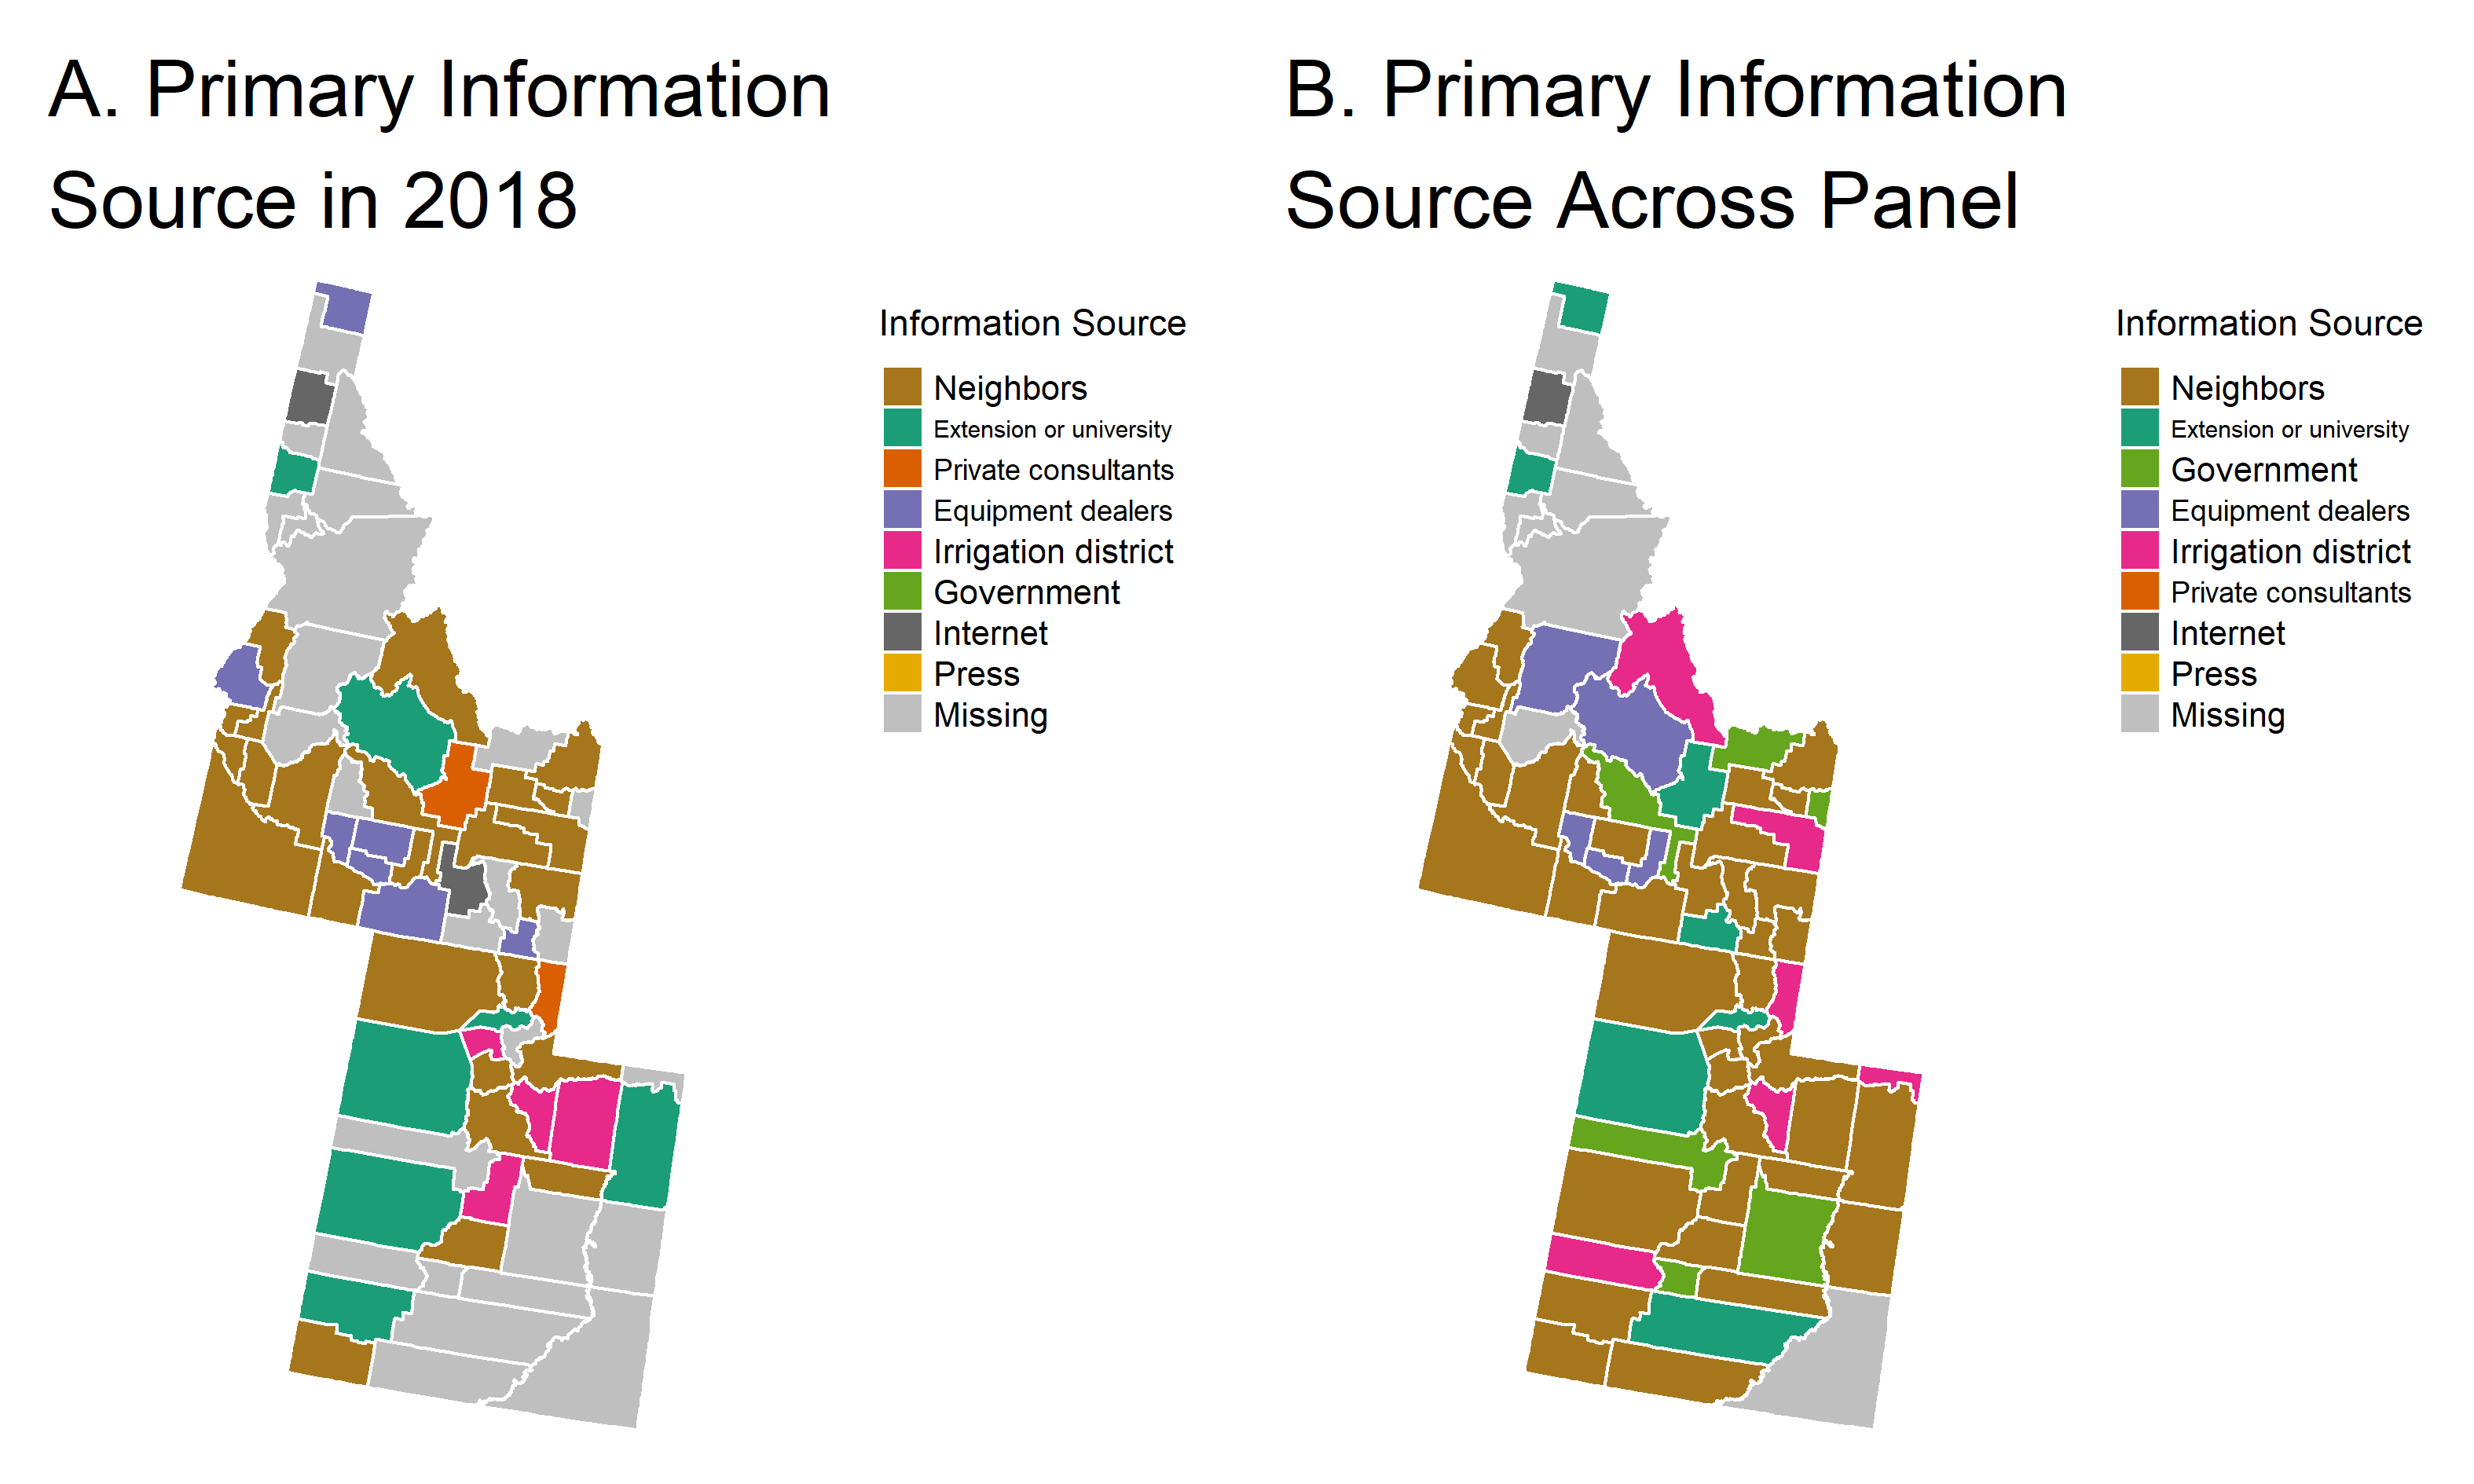 A. Primary Information
Source in 2018
Information Source
Neighbors
Extension or university
Private consultants
Equipment dealers
Irrigation district
Government
Internet
Press
Missing
B. Primary Information
Source Across Panel
Information Source
Neighbors
Extension or university
Government
Equipment dealers
Irrigation district
Private consultants
Internet
Press
Missing